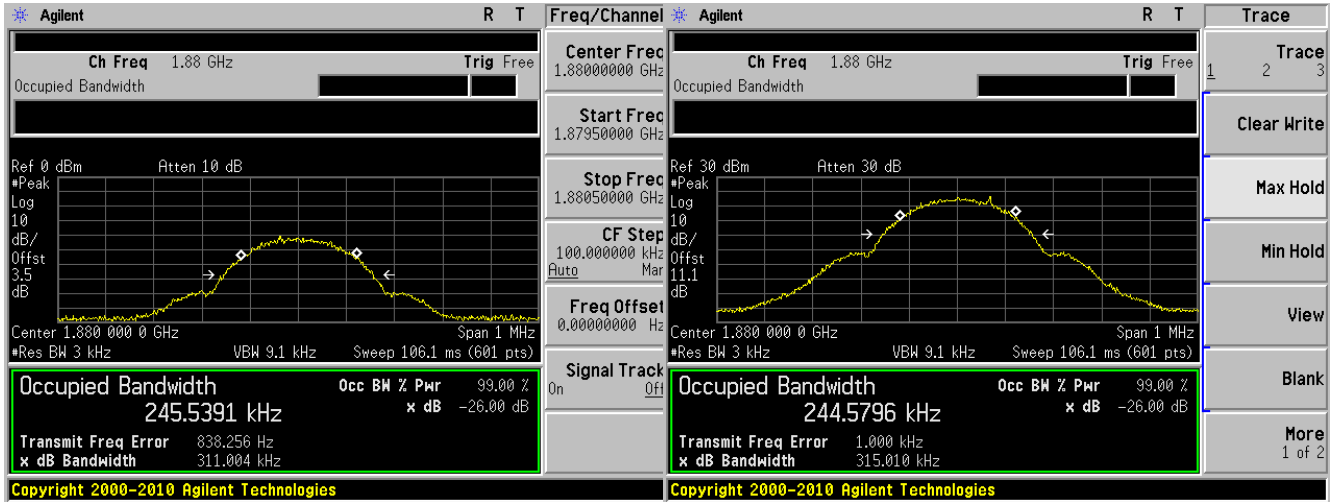 Agilent R T
Ch Freq 1.88 GHz Trig Free
Occupied Bandwidth
Ref 0 dBm Atten 10 dB
#Peak
Log
10
dB/
Offst
3.5
dB
Center 1.880 000 0 GHz Span 1 MHz
#Res BW 3 kHz VBW 9.1 kHz Sweep 106.1 ms (601 pts)
Occupied Bandwidth Occ BW % Pwr 99.00 %
245.5391 kHz x dB -26.00 dB
Transmit Freq Error 838.256 Hz
x dB Bandwidth 311.004 kHz
Copyright 2000-2010 Agilent Technologies
Freq/Channel
Center Freq
1.88000000 GHz
Start Freq
1.87950000 GHz
Stop Freq
1.88050000 GHz
CF Step
100.000000 kHz
Auto Man
Freq Offset
0.00000000 Hz
Signal Track
On Off
Agilent R T
Ch Freq 1.88 GHz Trig Free
Occupied Bandwidth
Ref 30 dBm Atten 30 dB
#Peak
Log
10
dB/
Offst
11.1
dB
Center 1.880 000 0 GHz Span 1 MHz
#Res BW 3 kHz VBW 9.1 kHz Sweep 106.1 ms (601 pts)
Occupied Bandwidth Occ BW % Pwr 99.00 %
244.5796 kHz x dB -26.00 dB
Transmit Freq Error 1.000 kHz
x dB Bandwidth 315.010 kHz
Copyright 2000-2010 Agilent Technologies
Trace
Trace
1 2 3
Clear Write
Max Hold
Min Hold
View
Blank
More
1 of 2